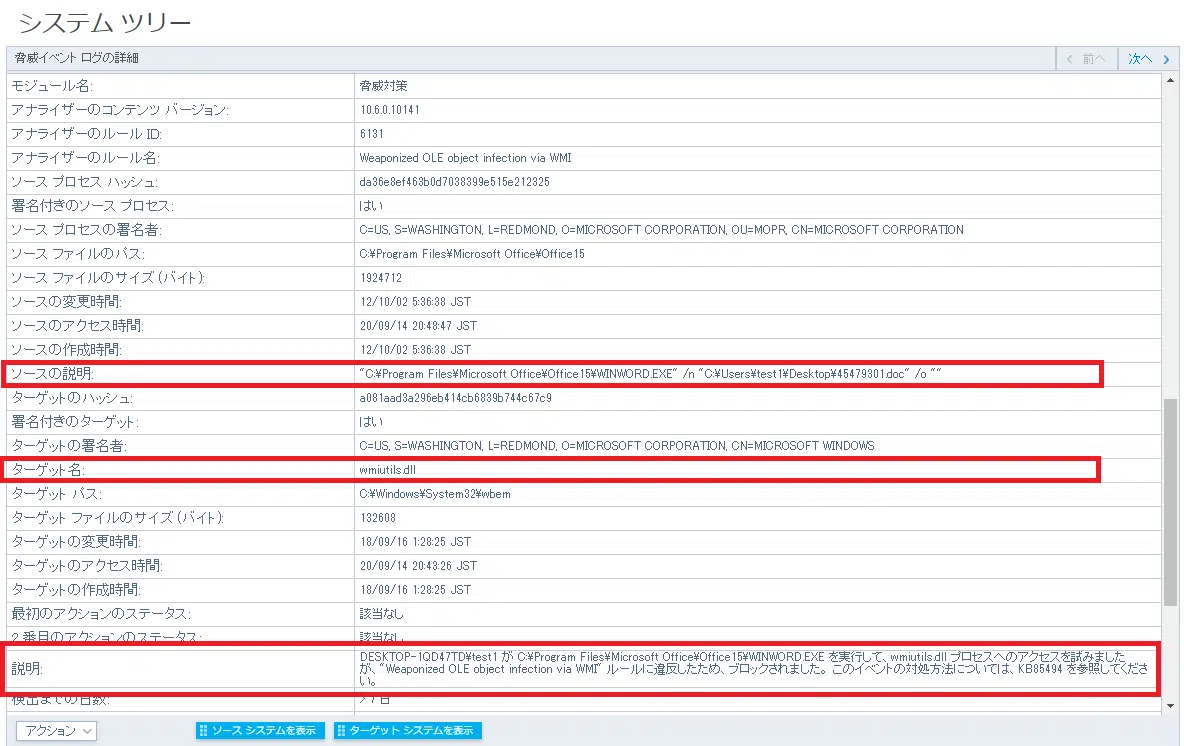 システム ツリー
脅威イベント ログの詳細
前へ 次へ
モジュール名: 脅威対策
アナライザーのコンテンツ バージョン: 10.6.0.10141
アナライザーのルール ID: 6131
アナライザーのルール名: Weaponized OLE object infection via WMI
ソース プロセス ハッシュ: da36e8ef463b0d7038399e515e212325
署名付きのソース プロセス: はい
ソース プロセスの署名者: C=US, S=WASHINGTON, L=REDMOND, O=MICROSOFT CORPORATION, OU=MOPR, CN=MICROSOFT CORPORATION
ソース ファイルのパス: C:¥Program Files¥Microsoft Office¥Office15
ソース ファイルのサイズ (バイト): 1924712
ソースの変更時間: 12/10/02 5:36:38 JST
ソースのアクセス時間: 20/09/14 20:48:47 JST
ソースの作成時間: 12/10/02 5:36:38 JST
ソースの説明: "C:¥Program Files¥Microsoft Office¥Office15¥WINWORD.EXE" /n "C:¥Users¥test1¥Desktop¥45479301.doc" /o ""
ターゲットのハッシュ: a081aad3a296eb414cb6839b744c67c9
署名付きのターゲット: はい
ターゲットの署名者: C=US, S=WASHINGTON, L=REDMOND, O=MICROSOFT CORPORATION, CN=MICROSOFT WINDOWS
ターゲット名: wmiutils.dll
ターゲット パス: C:¥Windows¥System32¥wbem
ターゲット ファイルのサイズ (バイト): 132608
ターゲットの変更時間: 18/09/16 1:28:25 JST
ターゲットのアクセス時間: 20/09/14 20:43:26 JST
ターゲットの作成時間: 18/09/16 1:28:25 JST
最初のアクションのステータス: 該当なし
2 番目のアクションのステータス: 該当なし
説明: DESKTOP-1QD47TD¥test1 が C:¥Program Files¥Microsoft Office¥Office15¥WINWORD.EXE を実行して、wmiutils.dll プロセスへのアクセスを試みました
が、"Weaponized OLE object infection via WMI" ルールに違反したため、ブロックされました。このイベントの対処方法については、KB85494 を参照してくださ
い。
検出までの日数:
アクション ソース システムを表示 ターゲット システムを表示